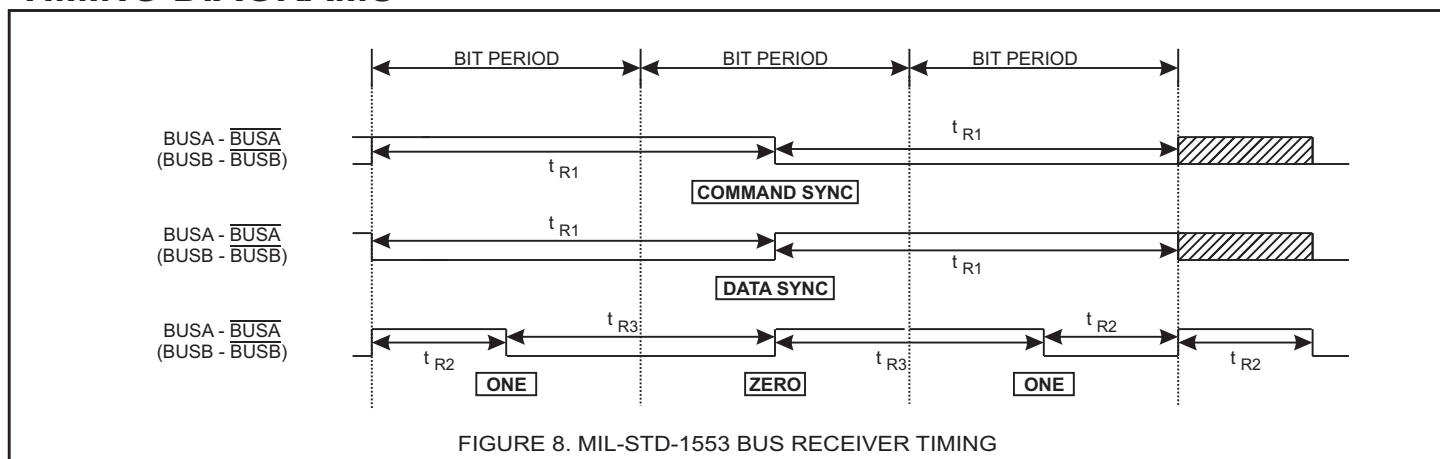 TIMING DIAGRAMS
BIT PERIOD BIT PERIOD BIT PERIOD
BUSA - BUSA
(BUSB - BUSB)
t R1
t R1
COMMAND SYNC
BUSA - BUSA
(BUSB - BUSB)
t R1
t R1
DATA SYNC
BUSA - BUSA
(BUSB - BUSB)
t R2
t R3
t R3
t R2
t R2
ONE ZERO ONE
FIGURE 8. MIL-STD-1553 BUS RECEIVER TIMING